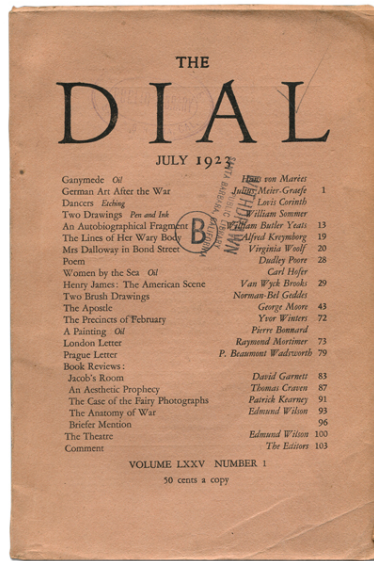 THE
DIAL
JULY 1923
Ganymede Oil Hans von Marées
German Art After the War Julius Meier-Graefe 1
Dancers Etching Lovis Corinth
Two Drawings Pen and Ink William Sommer
An Autobiographical Fragment William Butler Yeats 13
The Lines of Her Wary Body Alfred Kreymborg 19
Mrs Dalloway in Bond Street Virginia Woolf 20
Poem Dudley Poore 28
Women by the Sea Oil Carl Hofer
Henry James: The American Scene Van Wyck Brooks 29
Two Brush Drawings Norman-Bel Geddes
The Apostle George Moore 43
The Precincts of February Yvor Winters 72
A Painting Oil Pierre Bonnard
London Letter Raymond Mortimer 73
Prague Letter P. Beaumont Wadsworth 79
Book Reviews:
Jacob's Room David Garnett 83
An Aesthetic Prophecy Thomas Craven 87
The Case of the Fairy Photographs Patrick Kearney 91
The Anatomy of War Edmund Wilson 93
Briefer Mention 96
The Theatre Edmund Wilson 100
Comment The Editors 103
VOLUME LXXV NUMBER 1
50 cents a copy
B
WITHDRAWN
SANTA BARBARA PUBLIC LIBRARY
CALIFORNIA